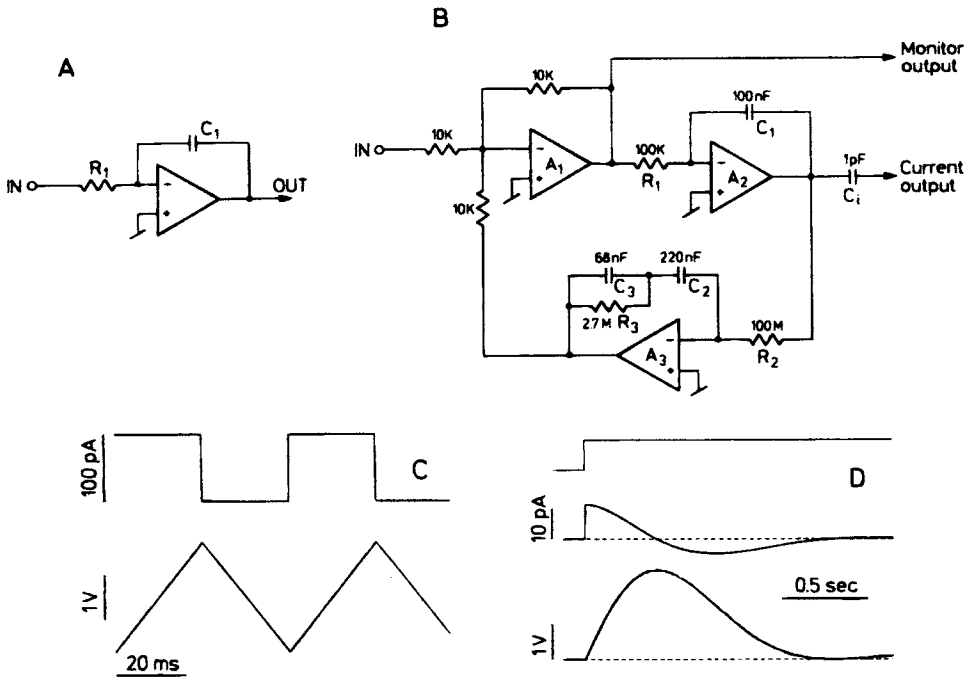 A
R1
C1
IN
OUT
−
+
B
Monitor
output
10K
10K
IN
−
+
A1
100K
R1
100nF
C1
−
+
A2
1pF
Ci
Current
output
10K
68nF
C3
220nF
C2
2.7M R3
A3
−
+
100M
R2
C
100 pA
1V
20 ms
D
10 pA
0.5 sec
1V